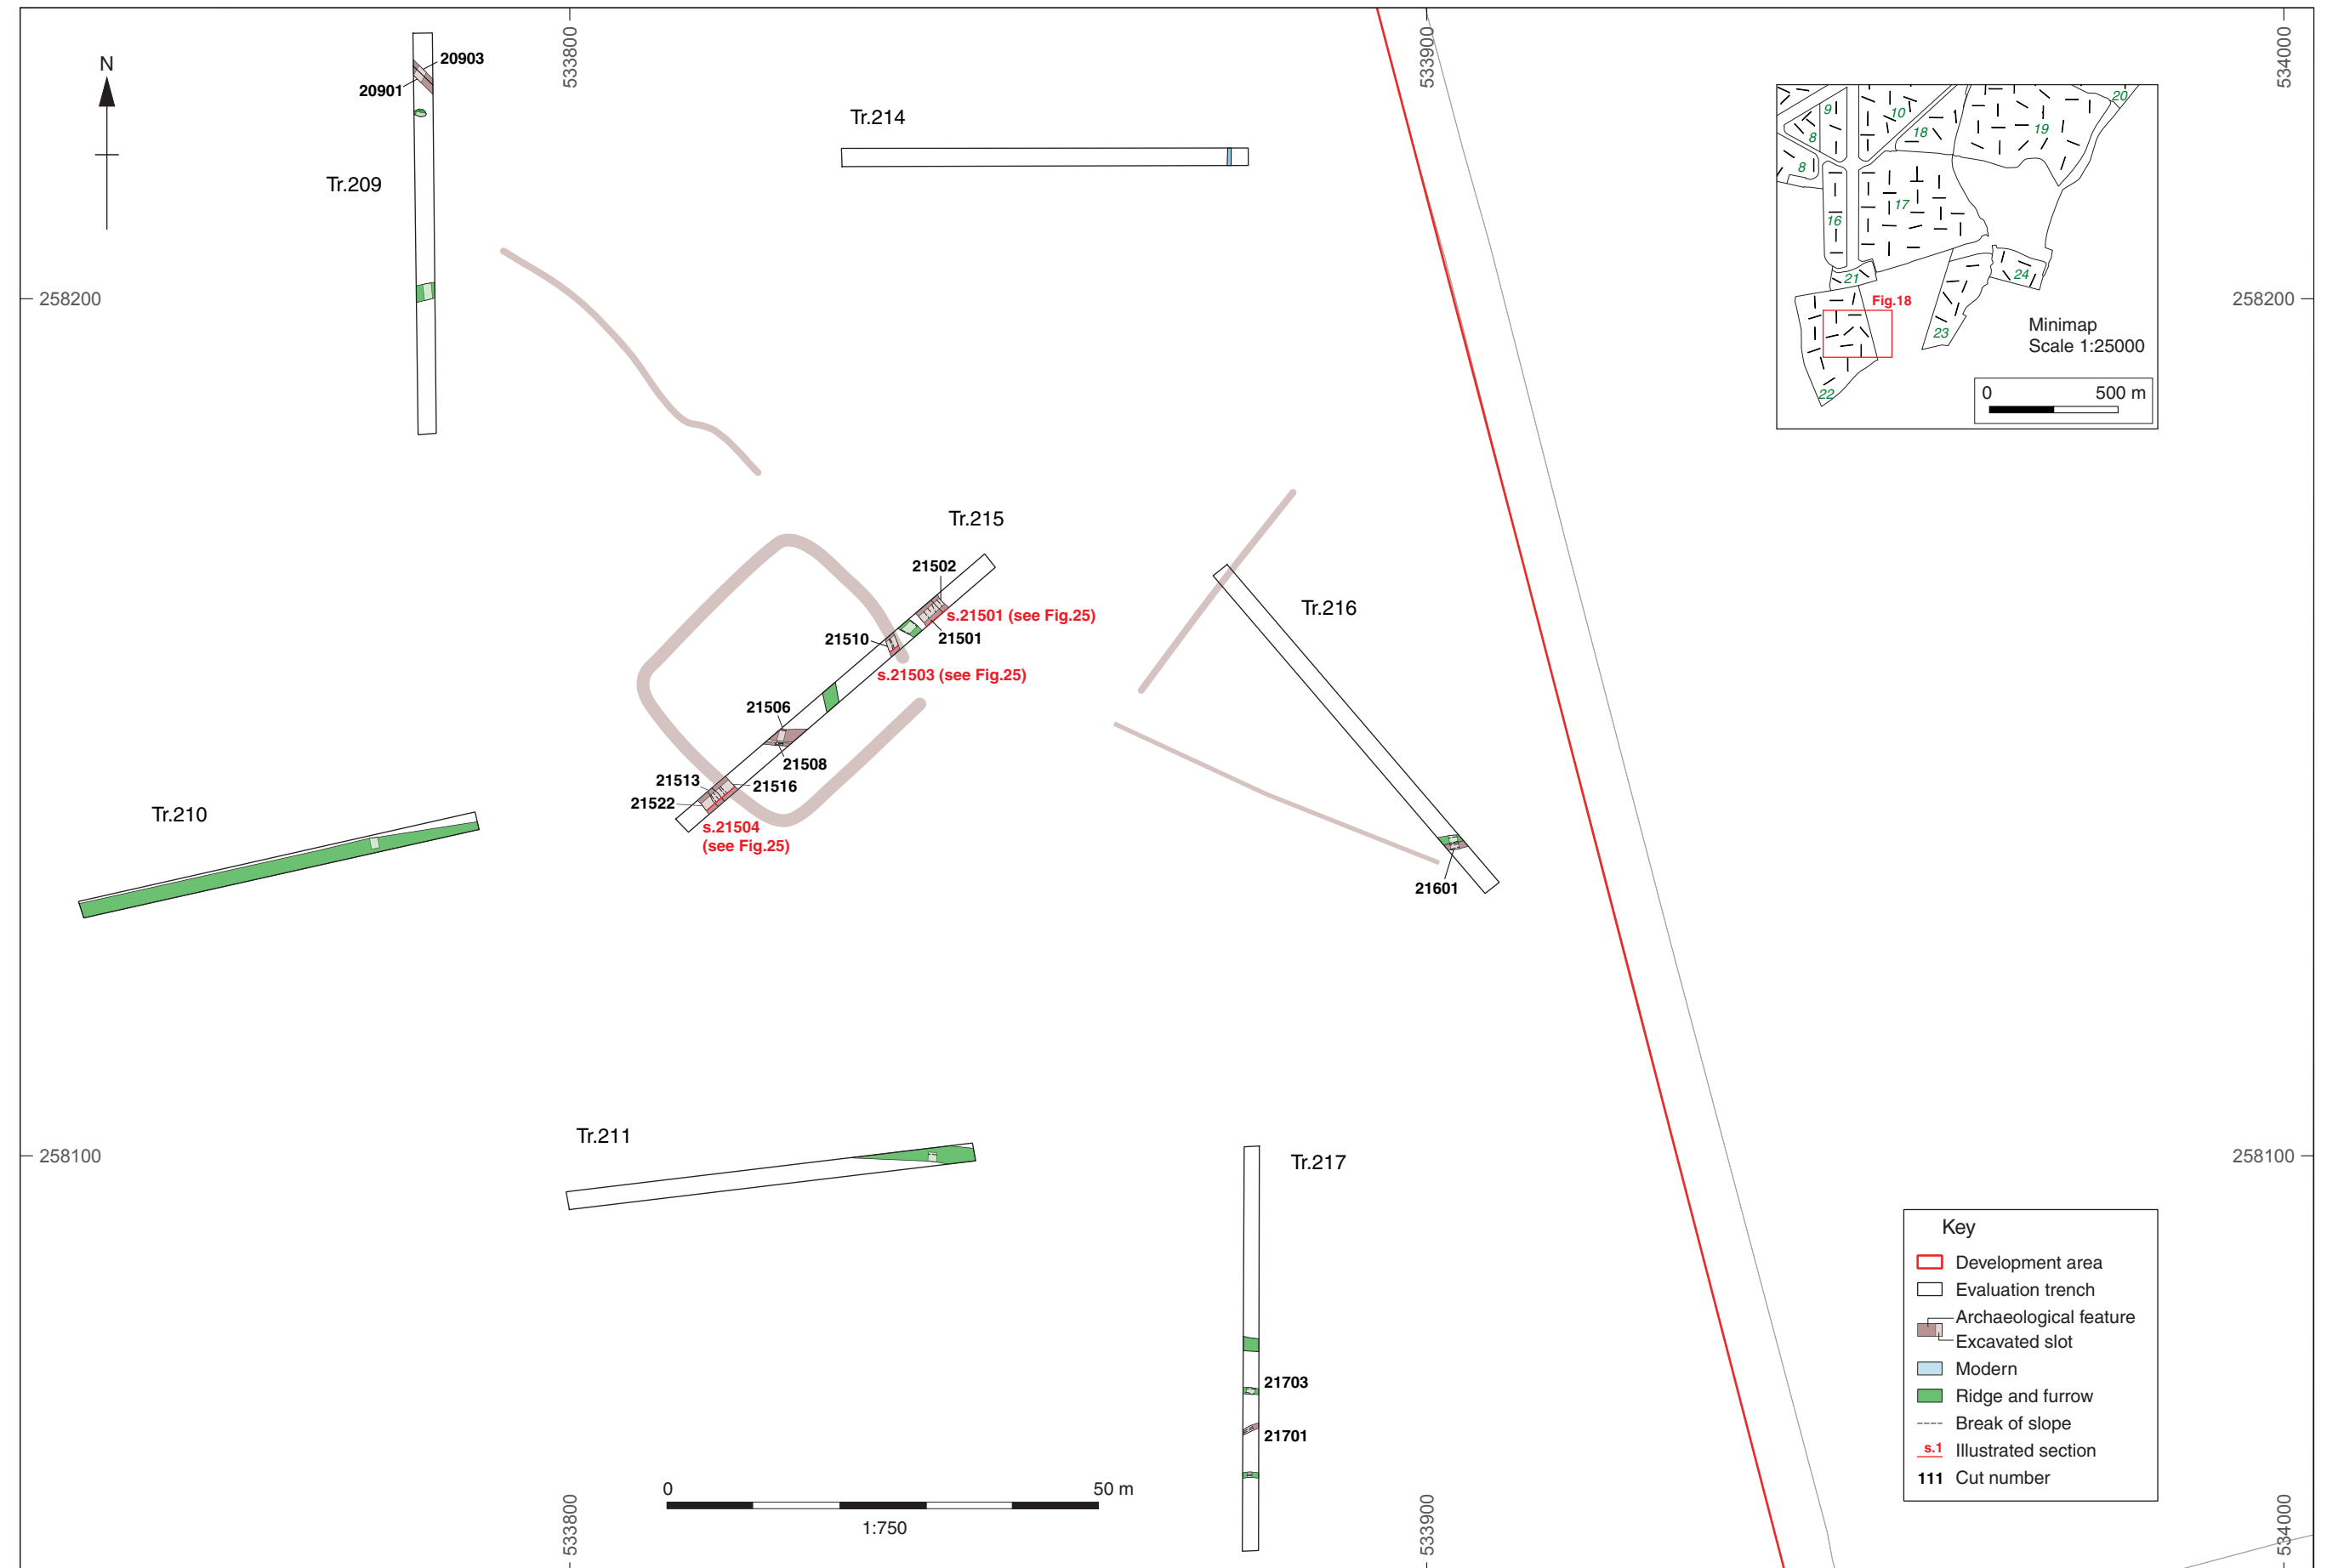 533800
533900
534000
N
20903
20901
Tr.209
Tr.214
258200
258200
9
10
20
8
18
19
8
17
16
21
24
Fig.18
23
22
Minimap
Scale 1:25000
0
500 m
Tr.215
21502
s.21501 (see Fig.25)
21510
21501
s.21503 (see Fig.25)
21506
21508
21513
21516
21522
s.21504
(see Fig.25)
Tr.216
21601
Tr.210
Tr.211
258100
258100
Tr.217
21703
21701
Key
Development area
Evaluation trench
Archaeological feature
Excavated slot
Modern
Ridge and furrow
Break of slope
s.1 Illustrated section
111 Cut number
0
50 m
1:750
533800
533900
534000